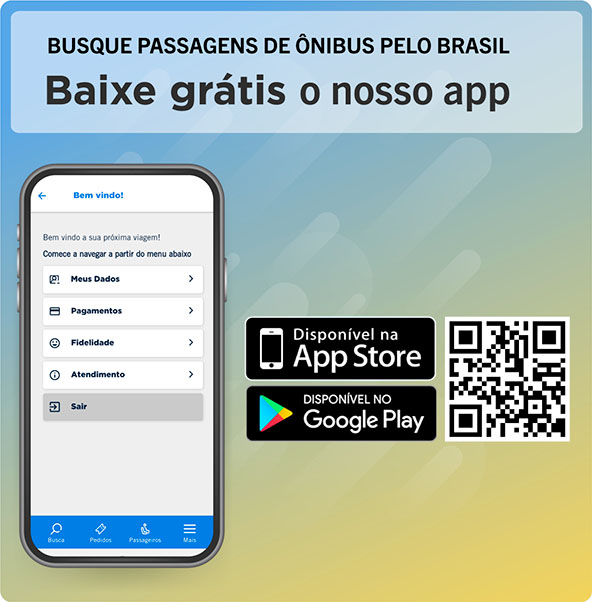 BUSQUE PASSAGENS DE ÔNIBUS PELO BRASIL
Baixe grátis o nosso app
Bem vindo!
Bem vindo a sua próxima viagem!
Comece a navegar a partir do menu abaixo
Meus Dados
Pagamentos
Fidelidade
Atendimento
Sair
Busca Pedidos Passageiros Mais
Disponível na
App Store
DISPONÍVEL NO
Google Play